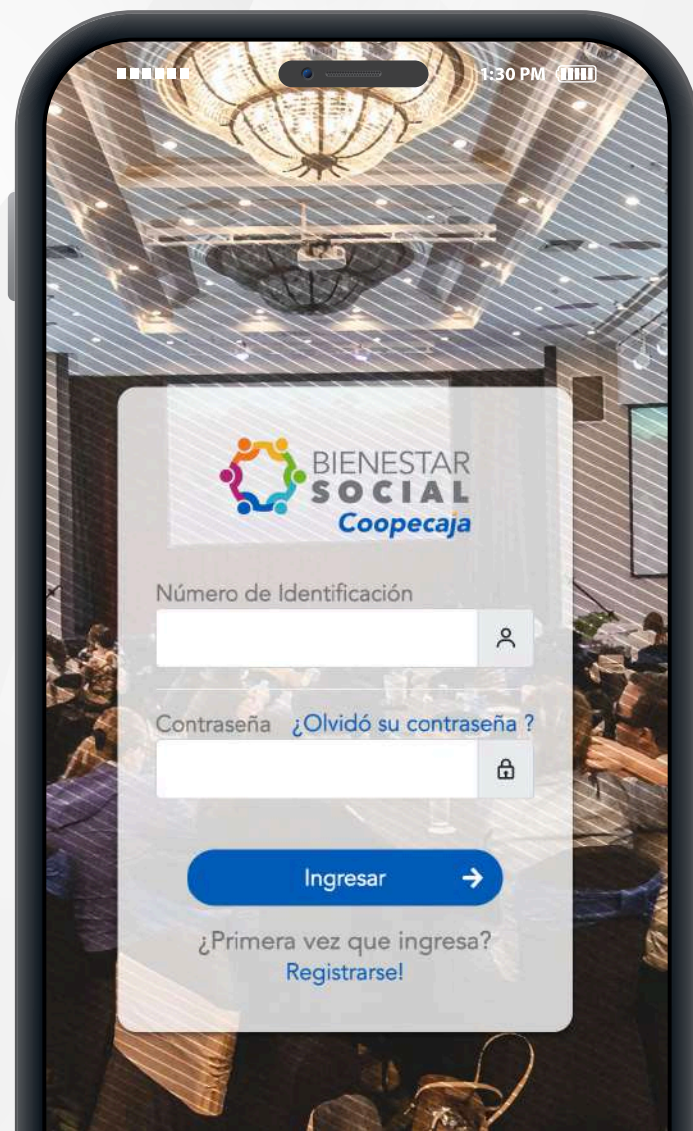 1:30 PM
BIENESTAR
SOCIAL
Coopecaja
Número de Identificación
Contraseña ¿Olvidó su contraseña ?
Ingresar
¿Primera vez que ingresa?
Registrarse!